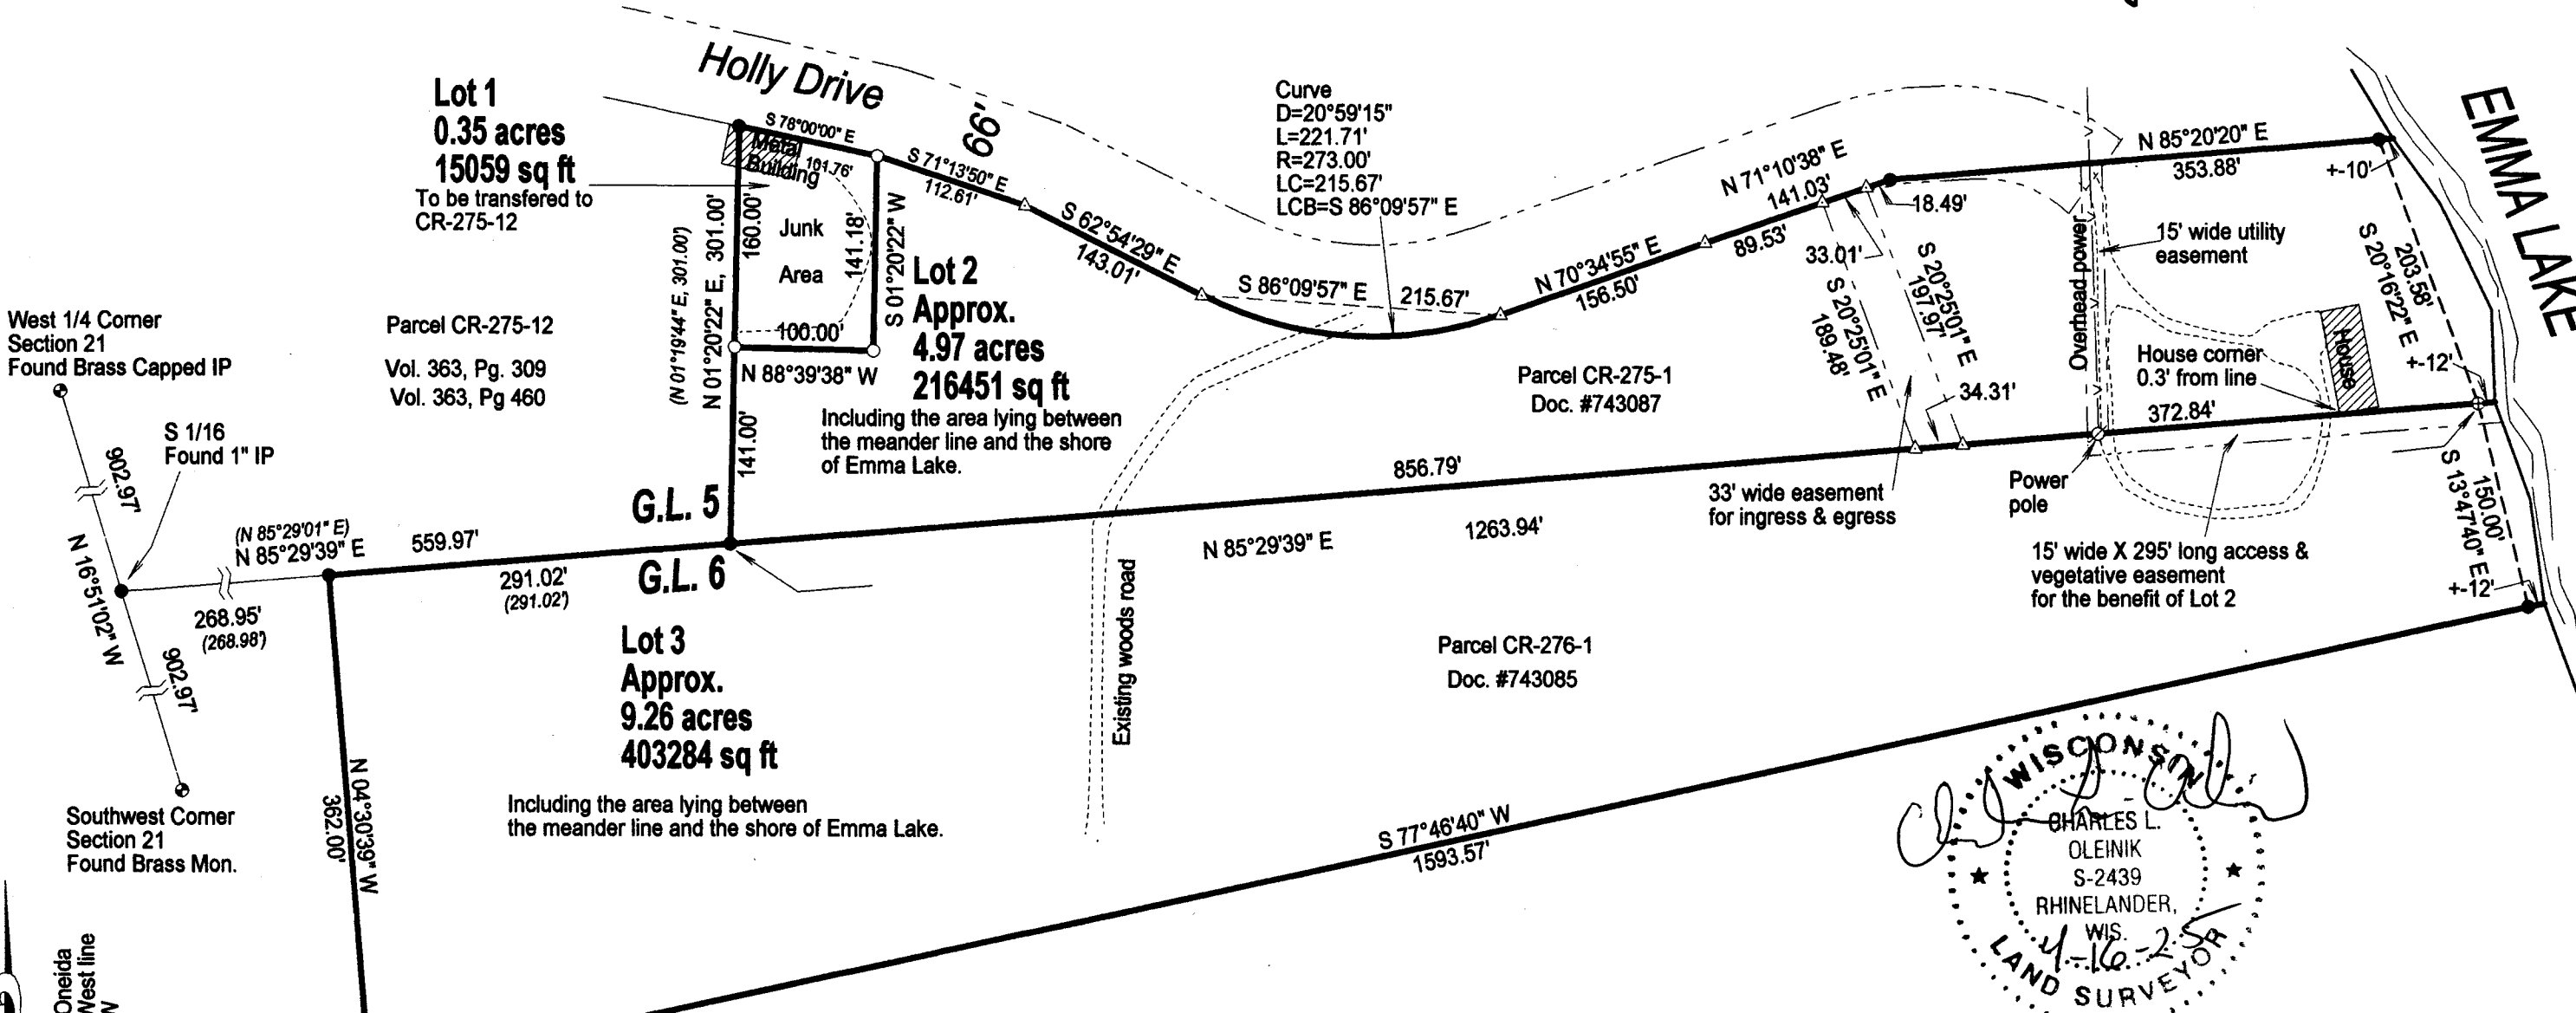 Holly Drive
66'
Lot 1
0.35 acres
15059 sq ft
To be transfered to
CR-275-12
S 78°00'00" E
101.76'
Metal
Building
Junk
Area
160.00'
141.18'
100.00'
S 01°20'22" W
N 88°39'38" W
(N 01°19'44" E, 301.00')
N 01°20'22" E, 301.00'
141.00'
S 71°13'50" E
112.61'
S 62°54'29" E
143.01'
Lot 2
Approx.
4.97 acres
216451 sq ft
Including the area lying between
the meander line and the shore
of Emma Lake.
Curve
D=20°59'15"
L=221.71'
R=273.00'
LC=215.67'
LCB=S 86°09'57" E
S 86°09'57" E
215.67'
N 70°34'55" E
156.50'
N 71°10'38" E
141.03'
89.53'
33.01'
18.49'
S 20°25'01" E
197.97'
S 20°25'01" E
189.48'
34.31'
N 85°20'20" E
353.88'
+-10'
EMMA LAKE
Overhead power
15' wide utility
easement
203.58'
S 20°16'22" E
House corner
0.3' from line
House
+-12'
372.84'
Parcel CR-275-1
Doc. #743087
West 1/4 Corner
Section 21
Found Brass Capped IP
Parcel CR-275-12
Vol. 363, Pg. 309
Vol. 363, Pg 460
S 1/16
Found 1" IP
902.97'
N 16°51'02" W
902.97'
(N 85°29'01" E)
N 85°29'39" E
559.97'
268.95'
(268.98')
291.02'
(291.02')
G.L. 5
G.L. 6
856.79'
N 85°29'39" E
1263.94'
33' wide easement
for ingress & egress
Power
pole
15' wide X 295' long access &
vegetative easement
for the benefit of Lot 2
150.00'
S 13°47'40" E
+-12'
Existing woods road
Lot 3
Approx.
9.26 acres
403284 sq ft
Including the area lying between
the meander line and the shore of Emma Lake.
Parcel CR-276-1
Doc. #743085
Southwest Corner
Section 21
Found Brass Mon.
N 04°30'39" W
362.00'
S 77°46'40" W
1593.57'
Oneida
West line
WISCONSIN
CHARLES L.
OLEINIK
S-2439
RHINELANDER,
WIS.
4-16-25
LAND SURVEYOR